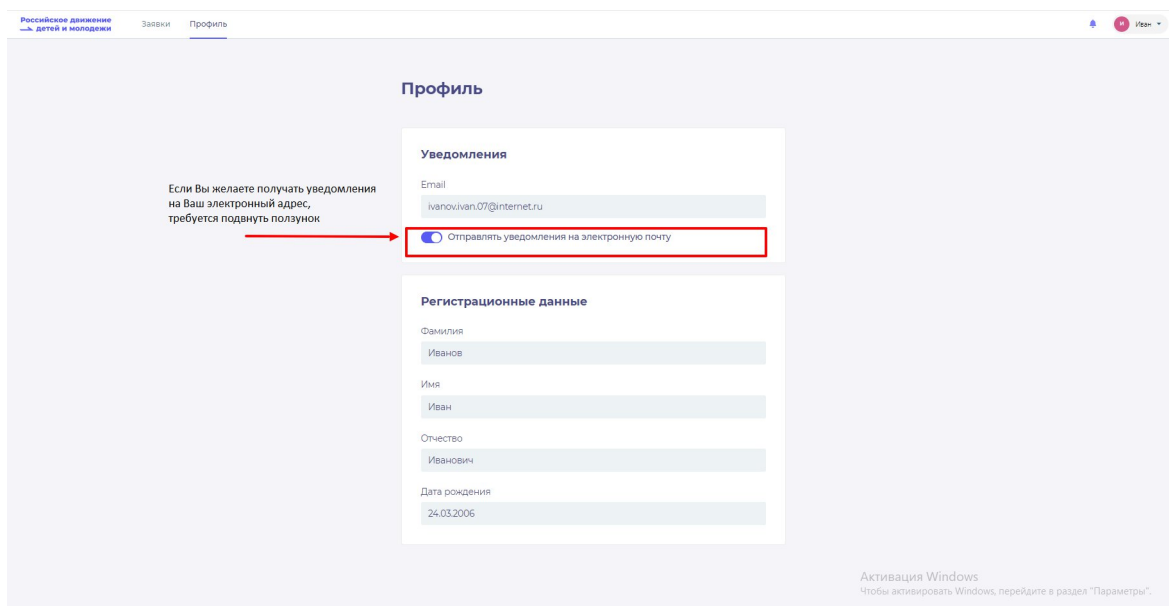 Российское движение
детей и молодежи
Заявки
Профиль
И
Иван
Профиль
Уведомления
Email
ivanov.ivan.07@internet.ru
Если Вы желаете получать уведомления
на Ваш электронный адрес,
требуется подвнуть ползунок
Отправлять уведомления на электронную почту
Регистрационные данные
Фамилия
Иванов
Имя
Иван
Отчество
Иванович
Дата рождения
24.03.2006
Активация Windows
Чтобы активировать Windows, перейдите в раздел "Параметры".